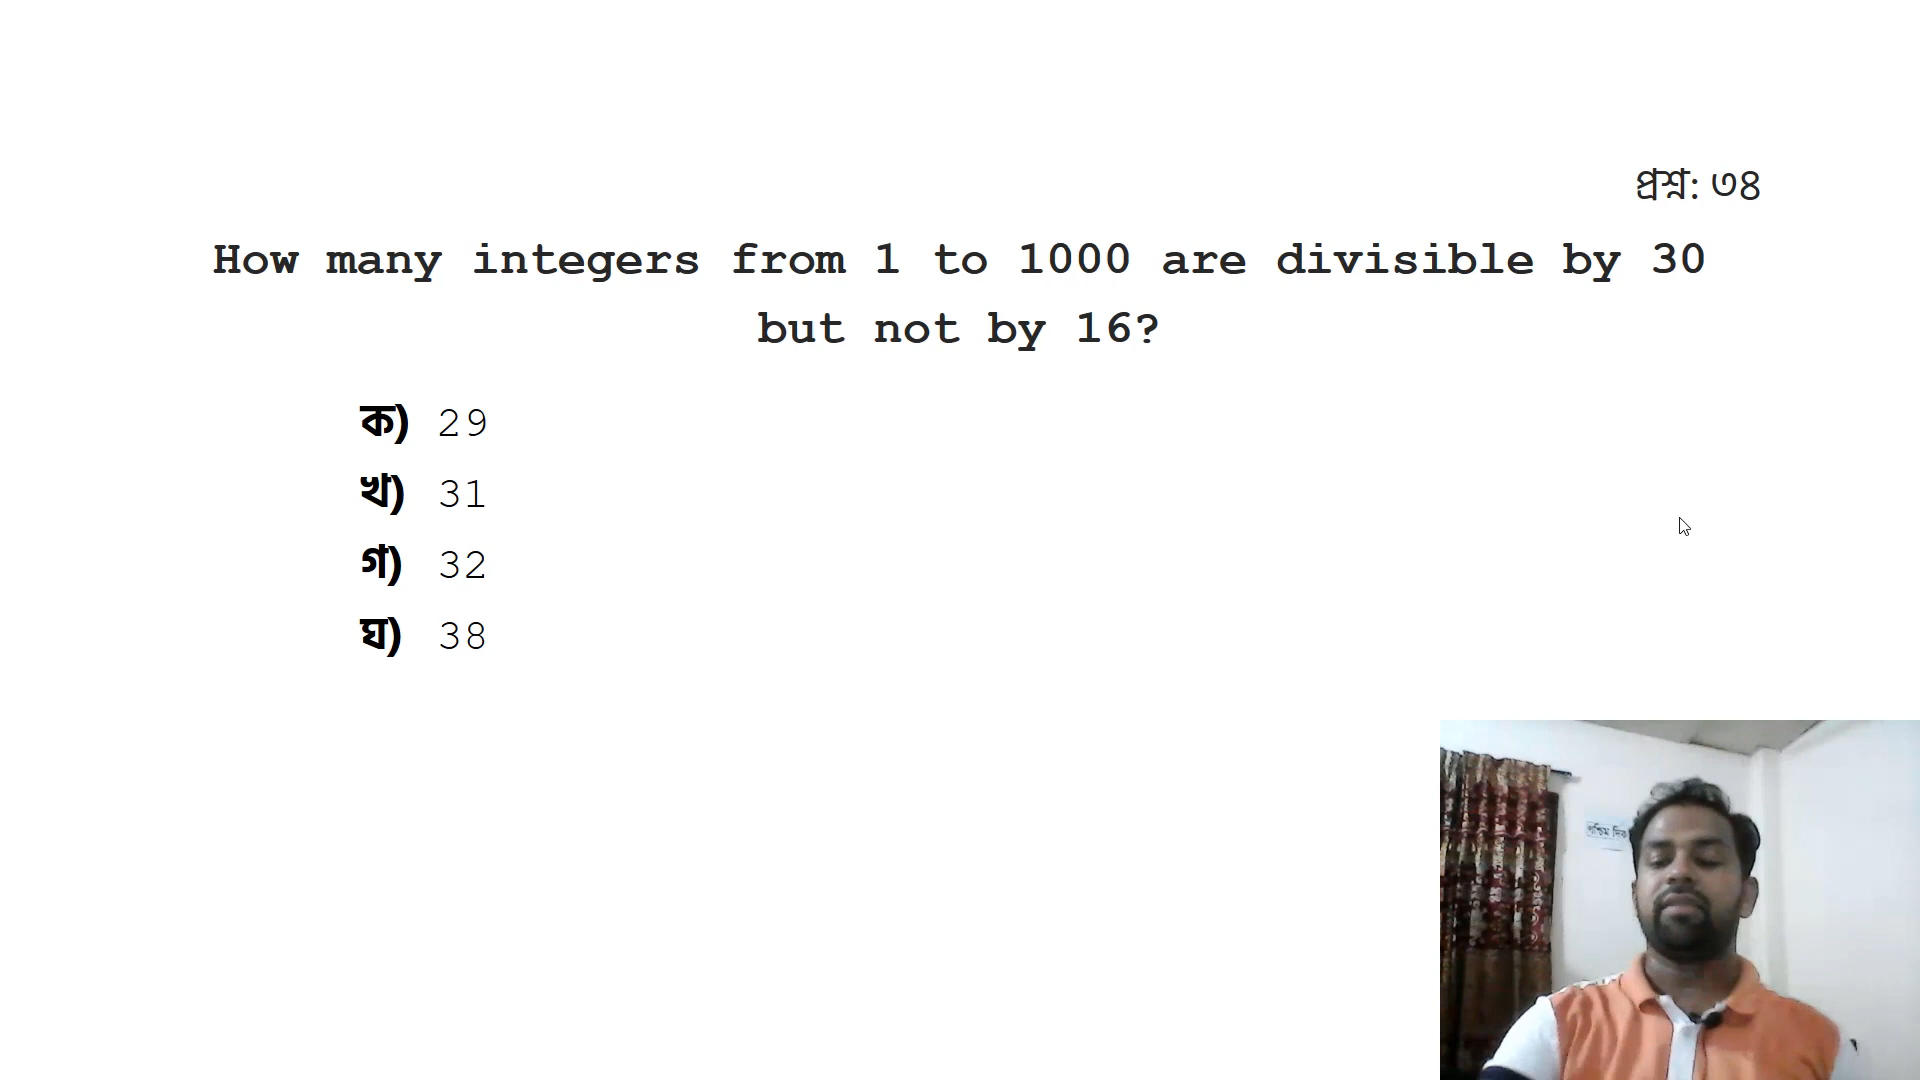 প্রশ্ন: ৩৪
How many integers from 1 to 1000 are divisible by 30
but not by 16?
ক) 29
খ) 31
গ) 32
ঘ) 38
পশ্চিম দিক